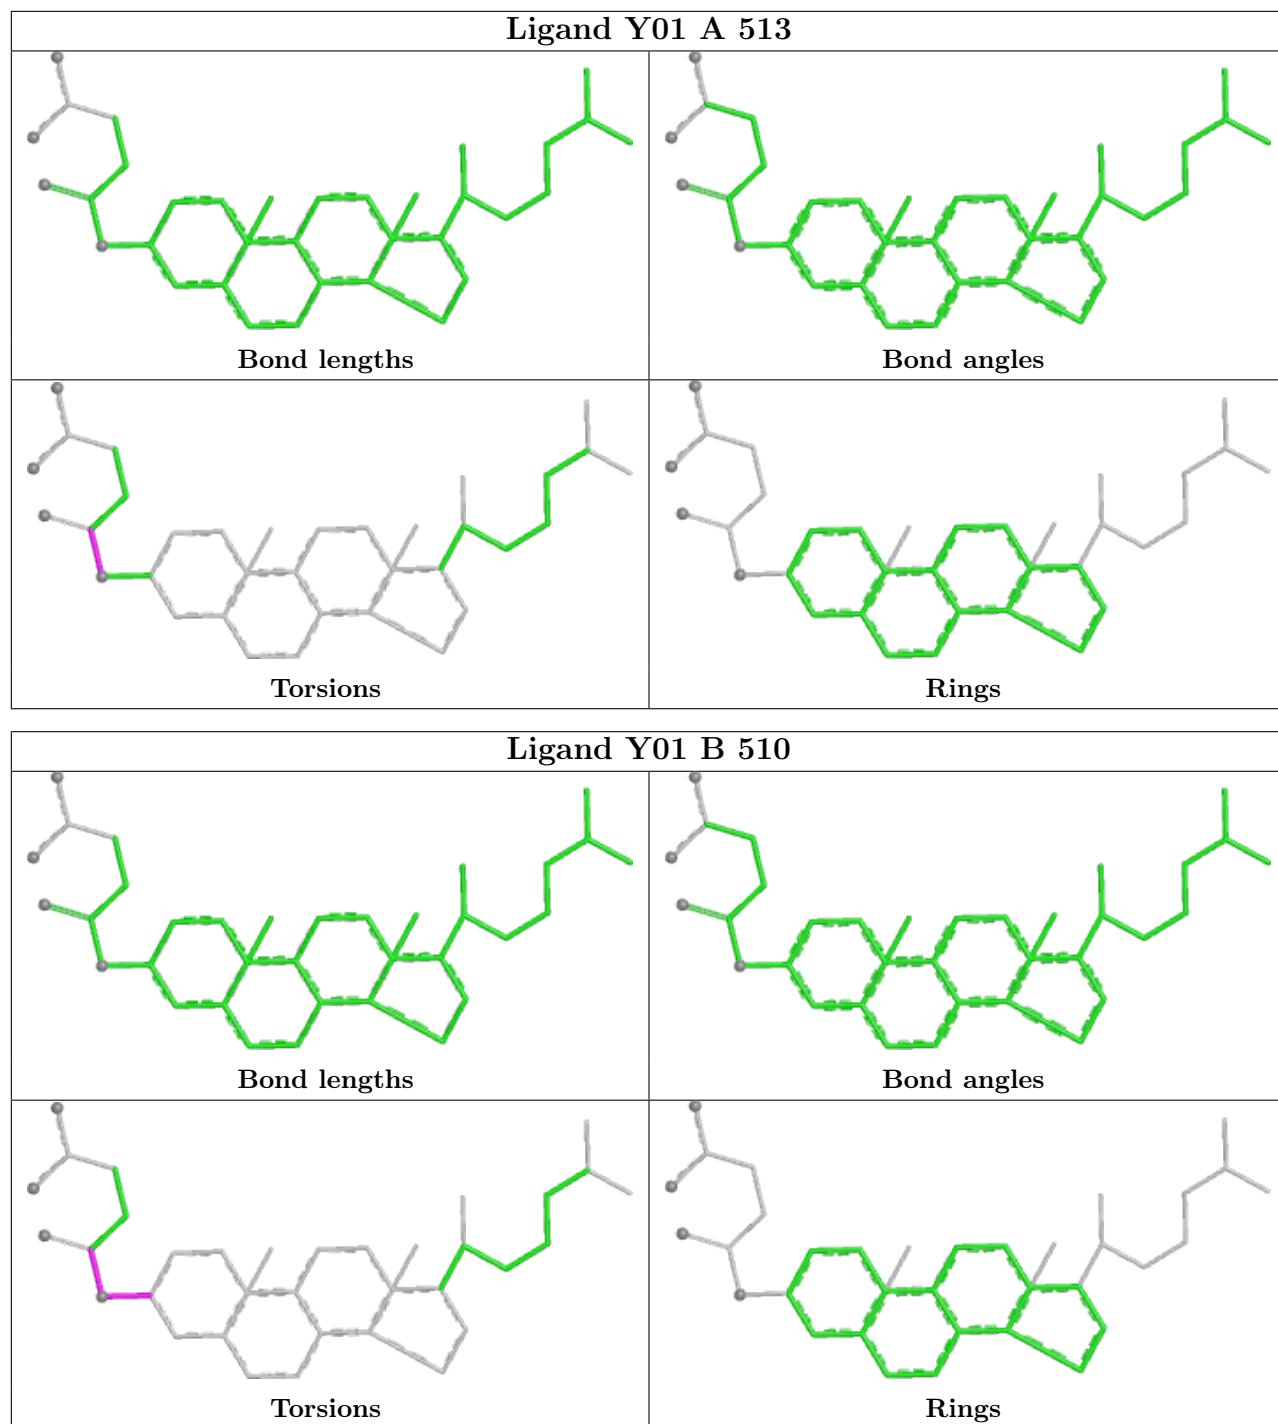 Ligand Y01 A 513
Bond lengths
Bond angles
Torsions
Rings
Ligand Y01 B 510
Bond lengths
Bond angles
Torsions
Rings